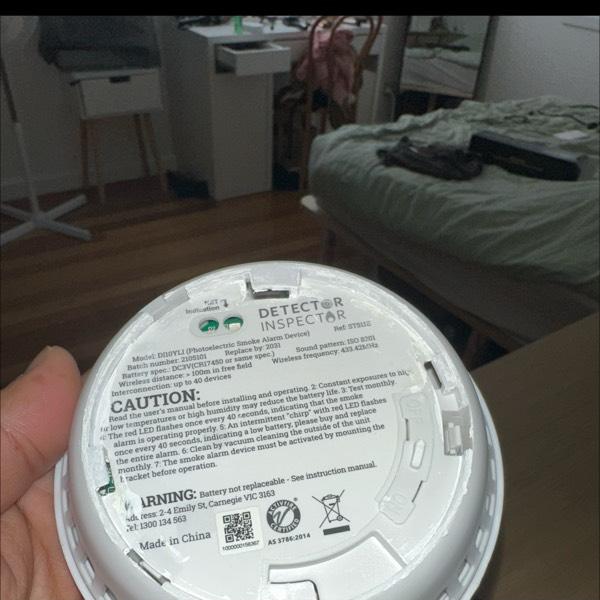 DETECTOR
INSPECTOR
Model: DI10YLI (Photoelectric Smoke Alarm Device)
Ref:
Batch number: 2105101
Replace by: 2031
Sound pattern: ISO 8201
Battery spec.: DC3V(CR17450 or same spec.)
Wireless frequency: 433.42MHz
Wireless distance: >100m in free field
Interconnection: up to 40 devices
CAUTION:
Read the user's manual before installing and operating. 2: Constant exposures to
or low temperatures or high humidity may reduce the battery life. 3: Test monthly.
The red LED flashes once every 40 seconds, indicating that the smoke
alarm is operating properly. 5: An intermittent "chirp" with red LED flashes
once every 40 seconds, indicating a low battery, please buy and replace
the entire alarm. 6: Clean by vacuum cleaning the outside of the unit
monthly. 7: The smoke alarm device must be activated by mounting the
bracket before operation.
WARNING: Battery not replaceable - See instruction manual.
Address: 2-4 Emily St, Carnegie VIC 3163
Tel: 1300 134 563
Made in China
AS 3786:2014